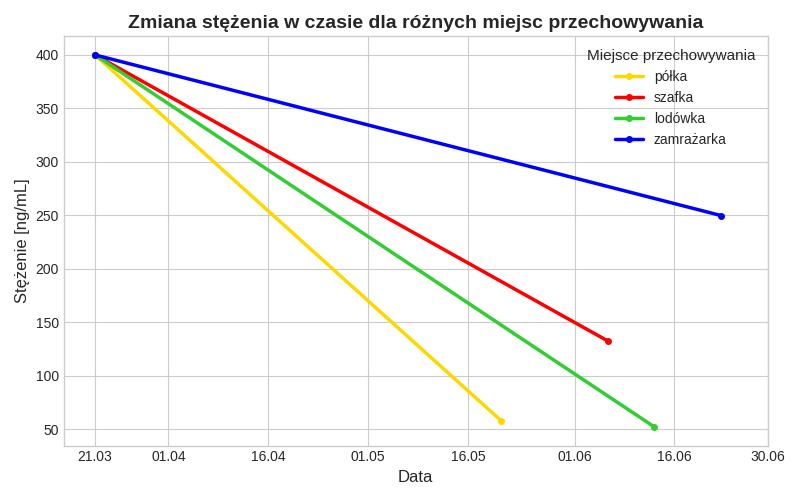 Zmiana stężenia w czasie dla różnych miejsc przechowywania
Stężenie [ng/mL]
400
350
300
250
200
150
100
50
Miejsce przechowywania
półka
szafka
lodówka
zamrażarka
21.03 01.04 16.04 01.05 16.05 01.06 16.06 30.06
Data